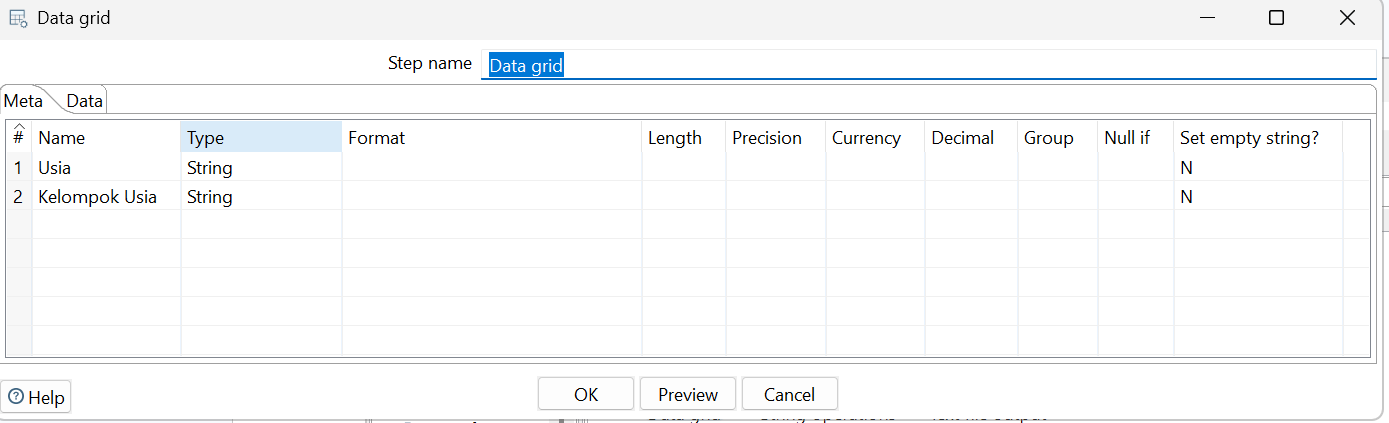 Data grid
Step name Data grid
Meta Data
# Name Type Format Length Precision Currency Decimal Group Null if Set empty string?
1 Usia String N
2 Kelompok Usia String N
Help OK Preview Cancel